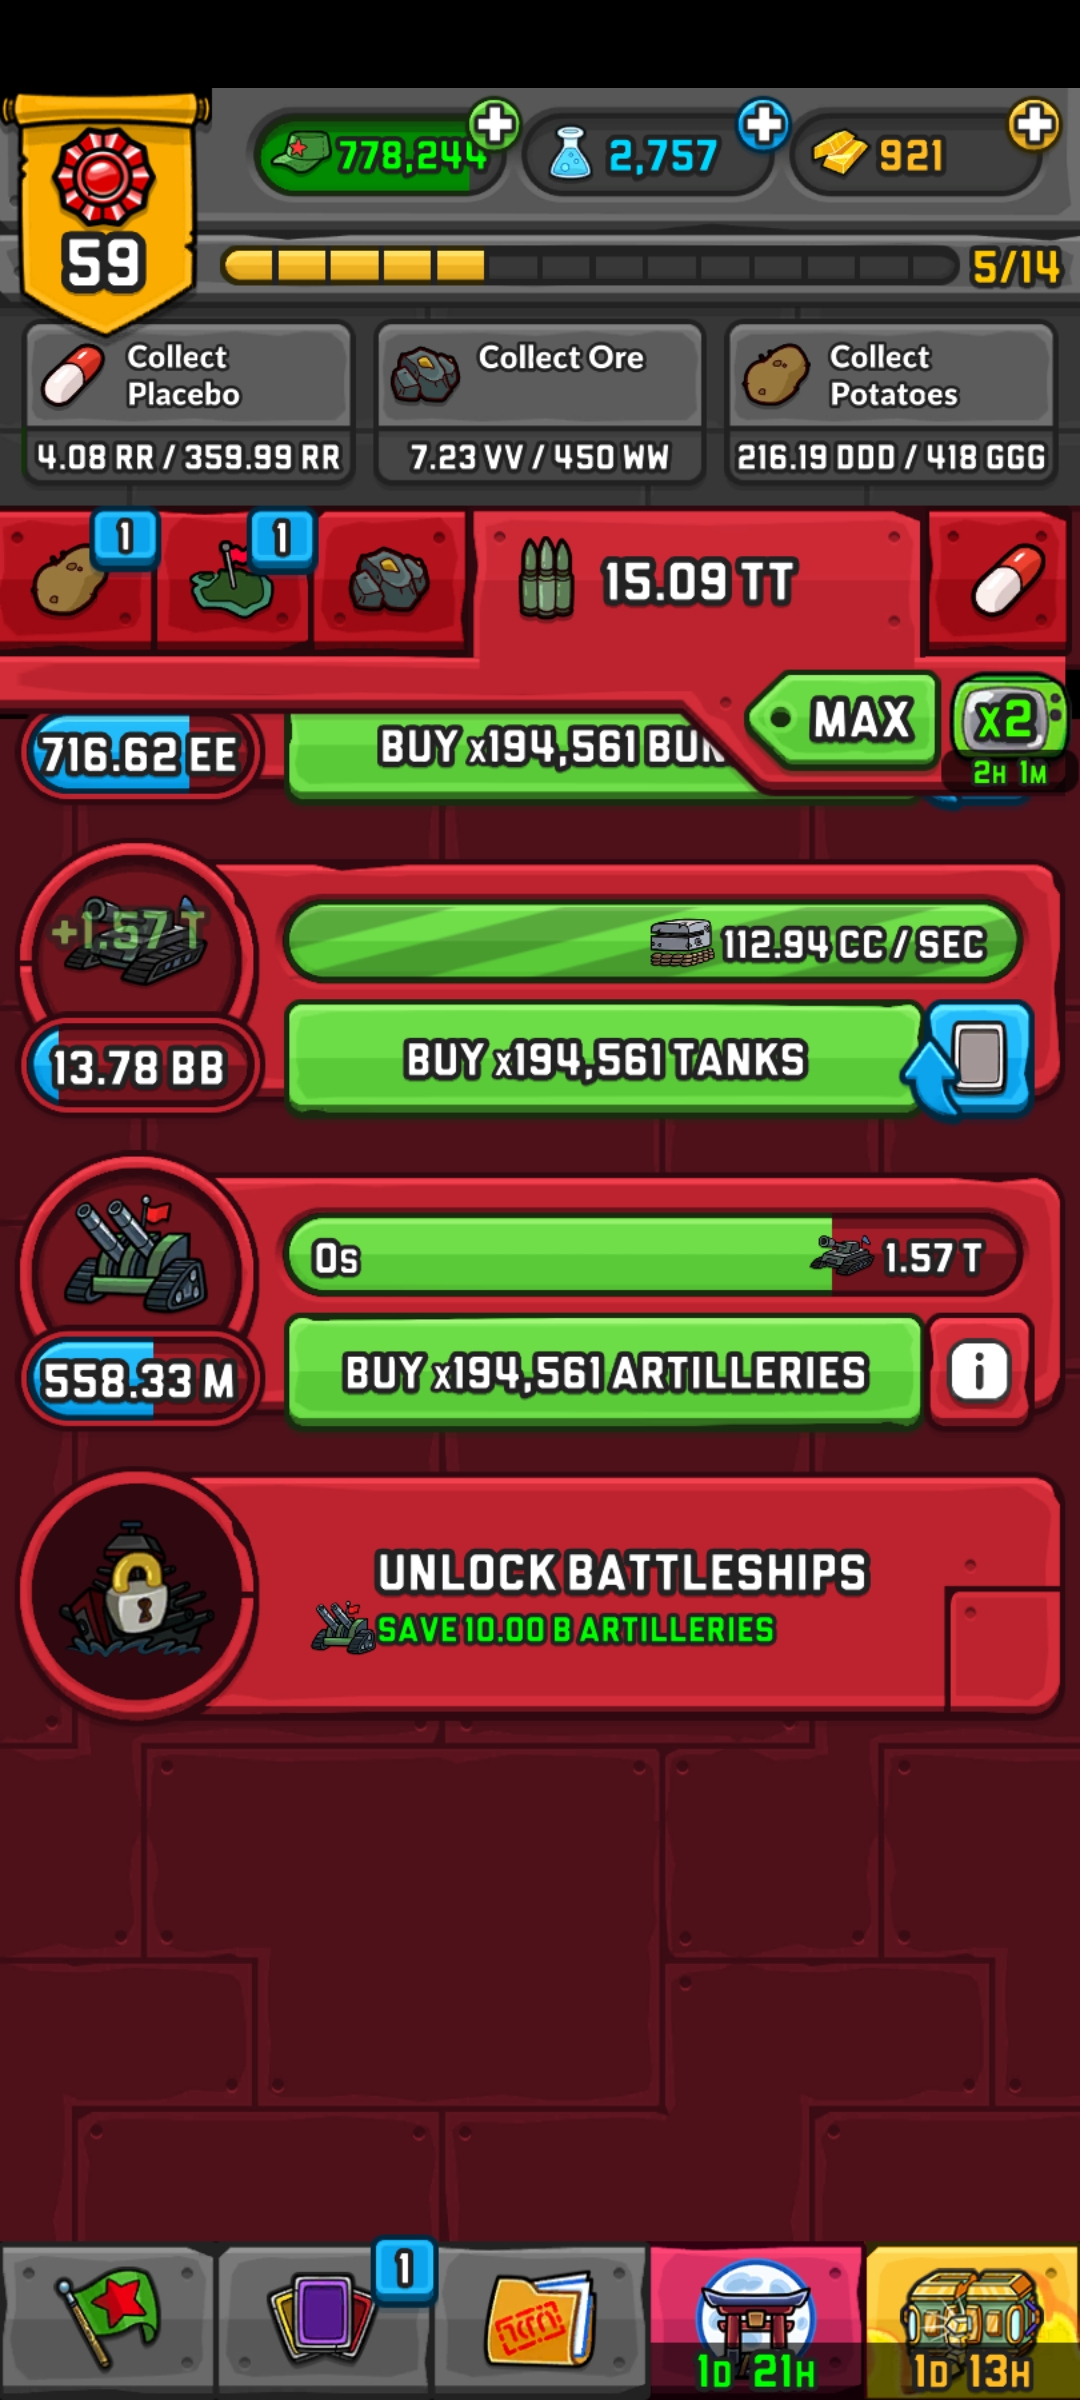 778,244
2,757
921
59
5/14
Collect
Placebo
4.08 RR / 359.99 RR
Collect Ore
7.23 VV / 450 WW
Collect
Potatoes
216.19 DDD / 418 GGG
1
1
15.09 TT
MAX
x2
2H 1M
716.62 EE
BUY x194,561
+1.57 T
112.94 CC / SEC
13.78 BB
BUY x194,561 TANKS
0s
1.57 T
558.33 M
BUY x194,561 ARTILLERIES
i
UNLOCK BATTLESHIPS
SAVE 10.00 B ARTILLERIES
1
1D 21H
1D 13H